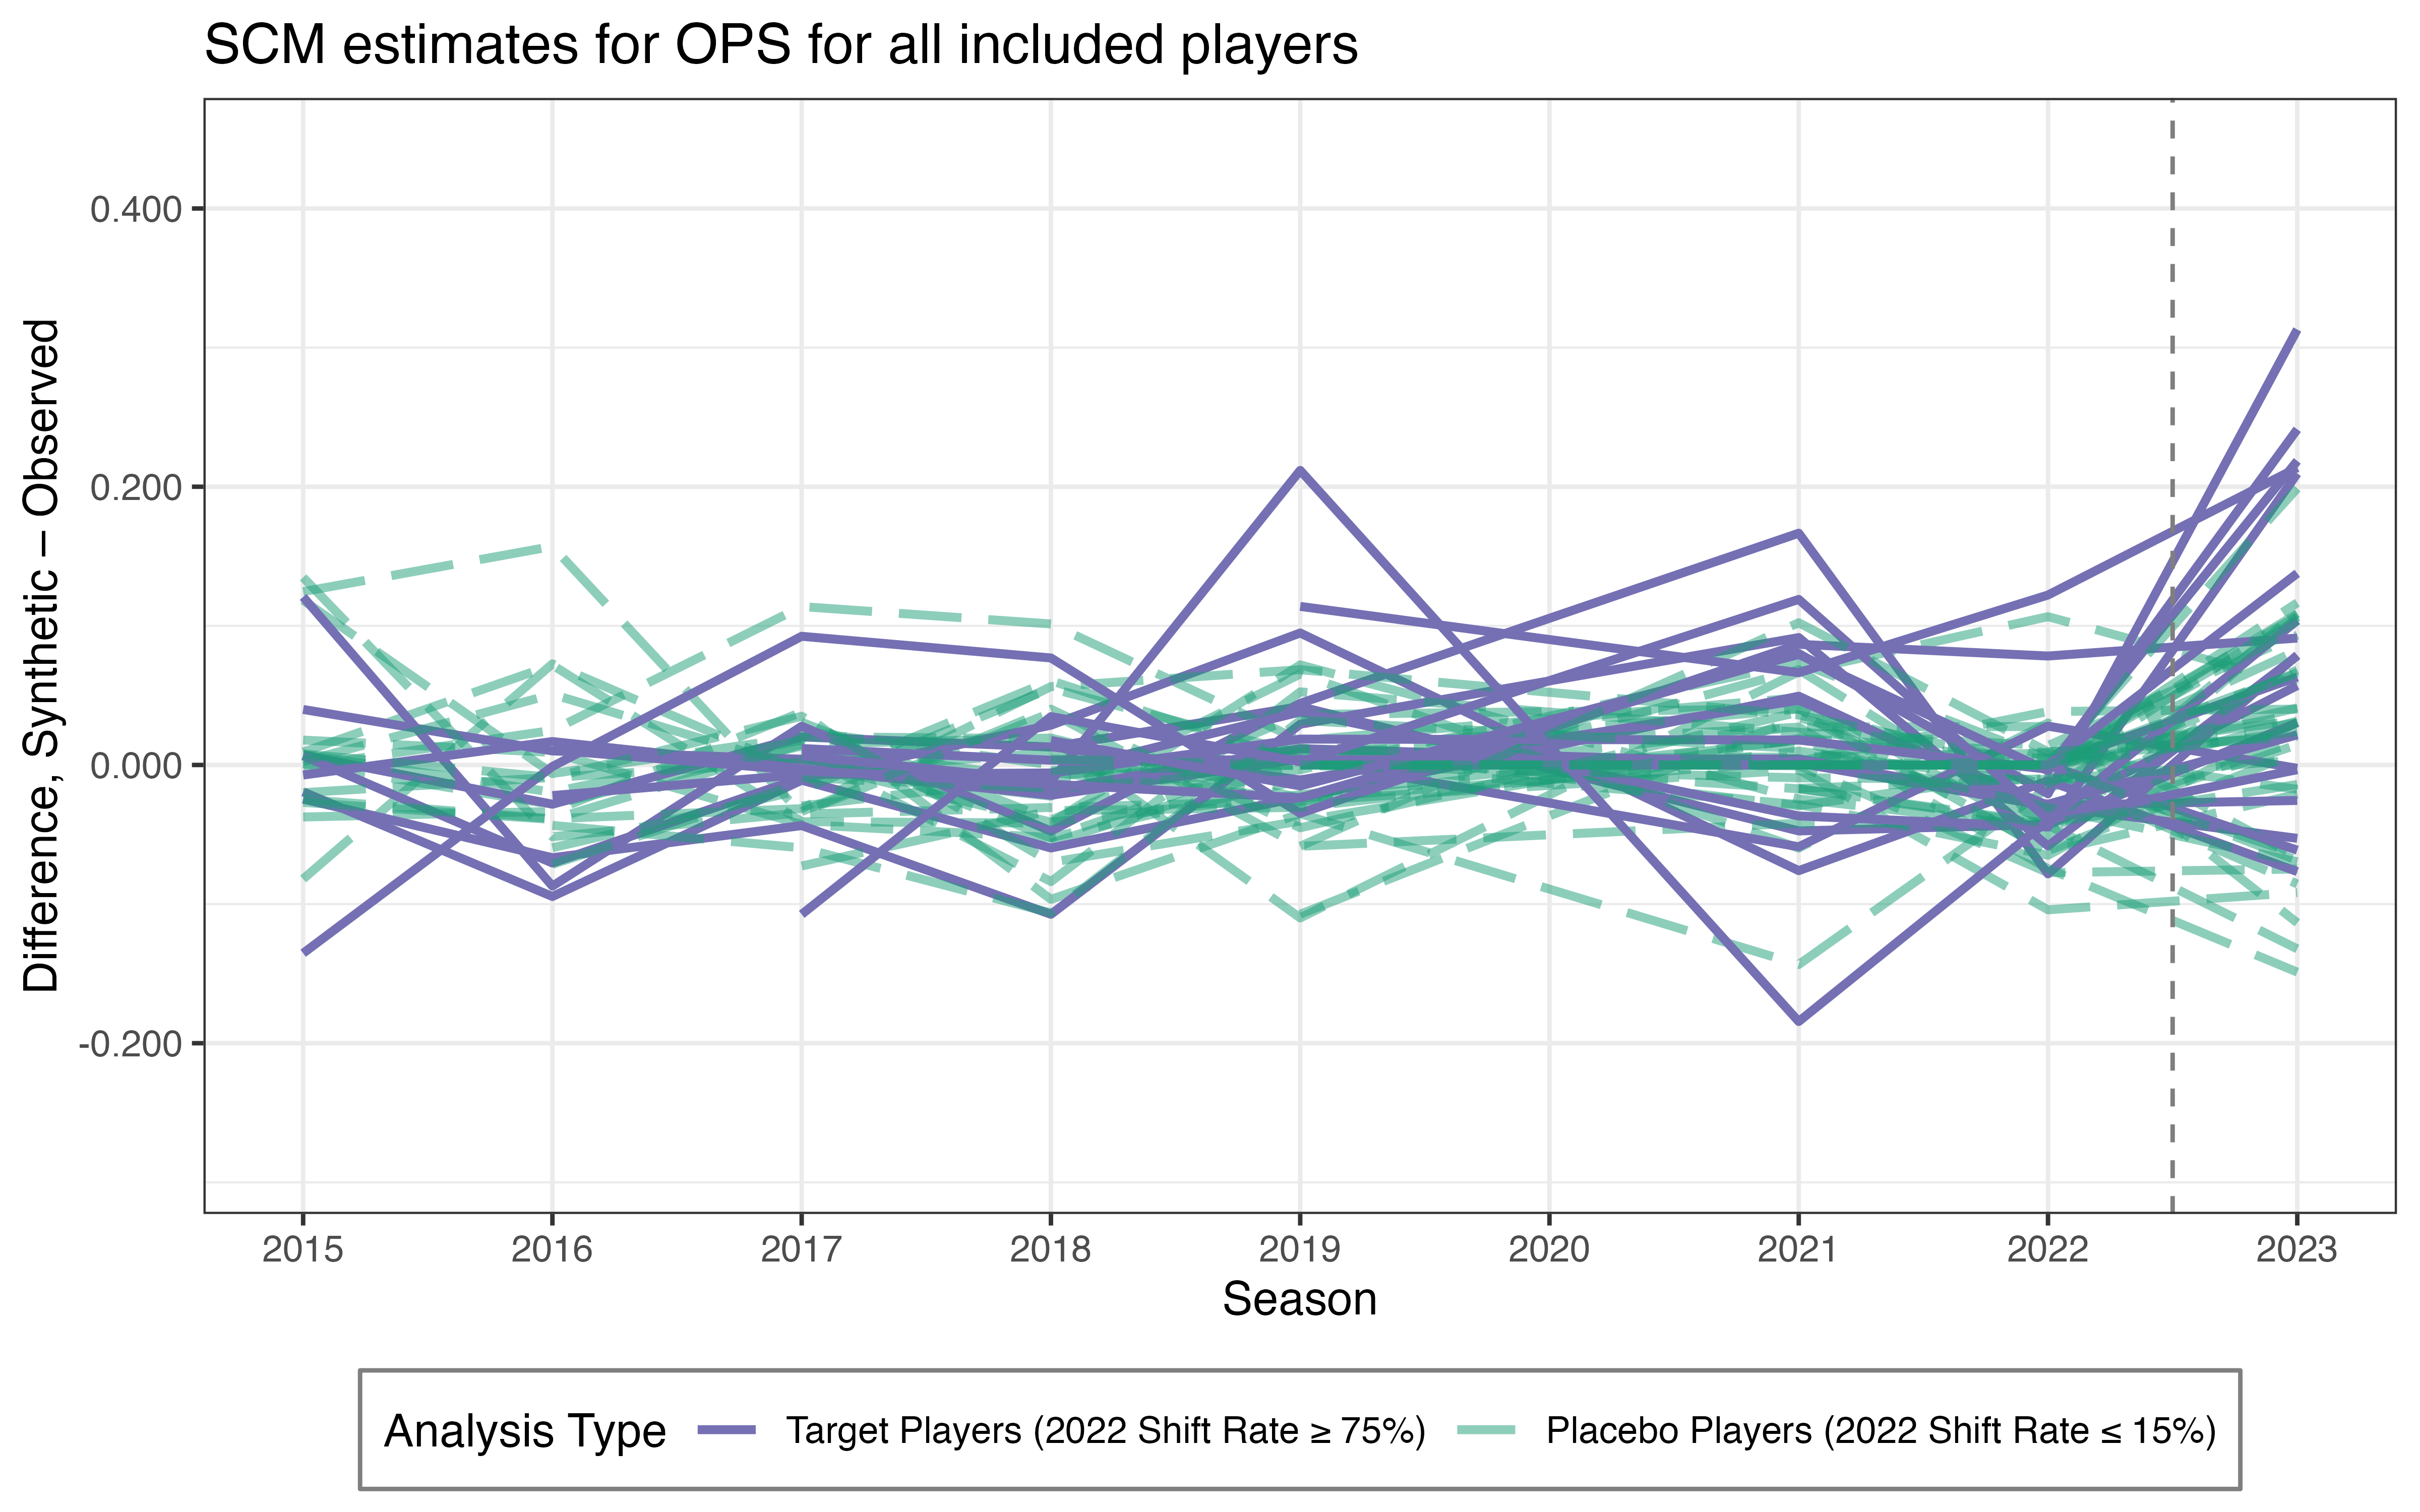 SCM estimates for OPS for all included players
Difference, Synthetic – Observed
0.400
0.200
0.000
-0.200
2015 2016 2017 2018 2019 2020 2021 2022 2023
Season
Analysis Type Target Players (2022 Shift Rate ≥ 75%) Placebo Players (2022 Shift Rate ≤ 15%)